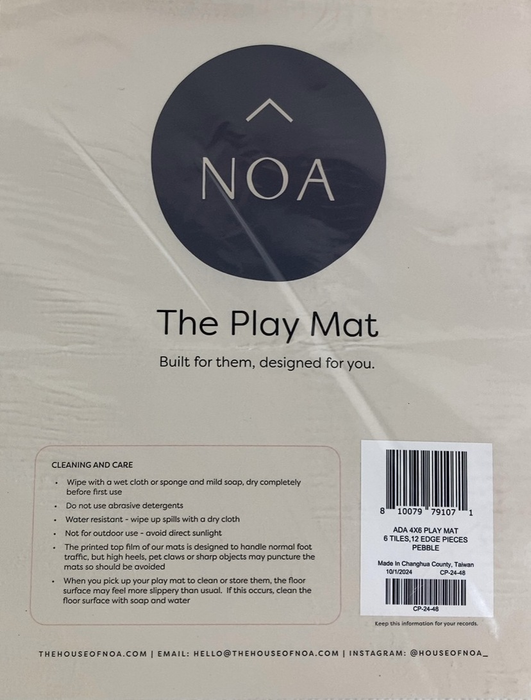 NOA
The Play Mat
Built for them, designed for you.
CLEANING AND CARE
• Wipe with a wet cloth or sponge and mild soap, dry completely
before first use
• Do not use abrasive detergents
• Water resistant - wipe up spills with a dry cloth
• Not for outdoor use - avoid direct sunlight
• The printed top film of our mats is designed to handle normal foot
traffic, but high heels, pet claws or sharp objects may puncture the
mats so should be avoided
• When you pick up your play mat to clean or store them, the floor
surface may feel more slippery than usual. If this occurs, clean the
floor surface with soap and water
8 10079 79107 1
ADA 4X6 PLAY MAT
6 TILES,12 EDGE PIECES
PEBBLE
Made In Changhua County, Taiwan
10/1/2024 CP-24-48
CP-24-48
Keep this information for your records.
THEHOUSEOFNOA.COM | EMAIL: HELLO@THEHOUSEOFNOA.COM | INSTAGRAM: @HOUSEOFNOA_